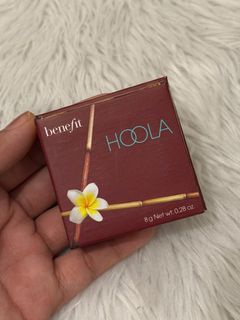 benefit
HOOLA
8 g Net wt. 0.28 oz.